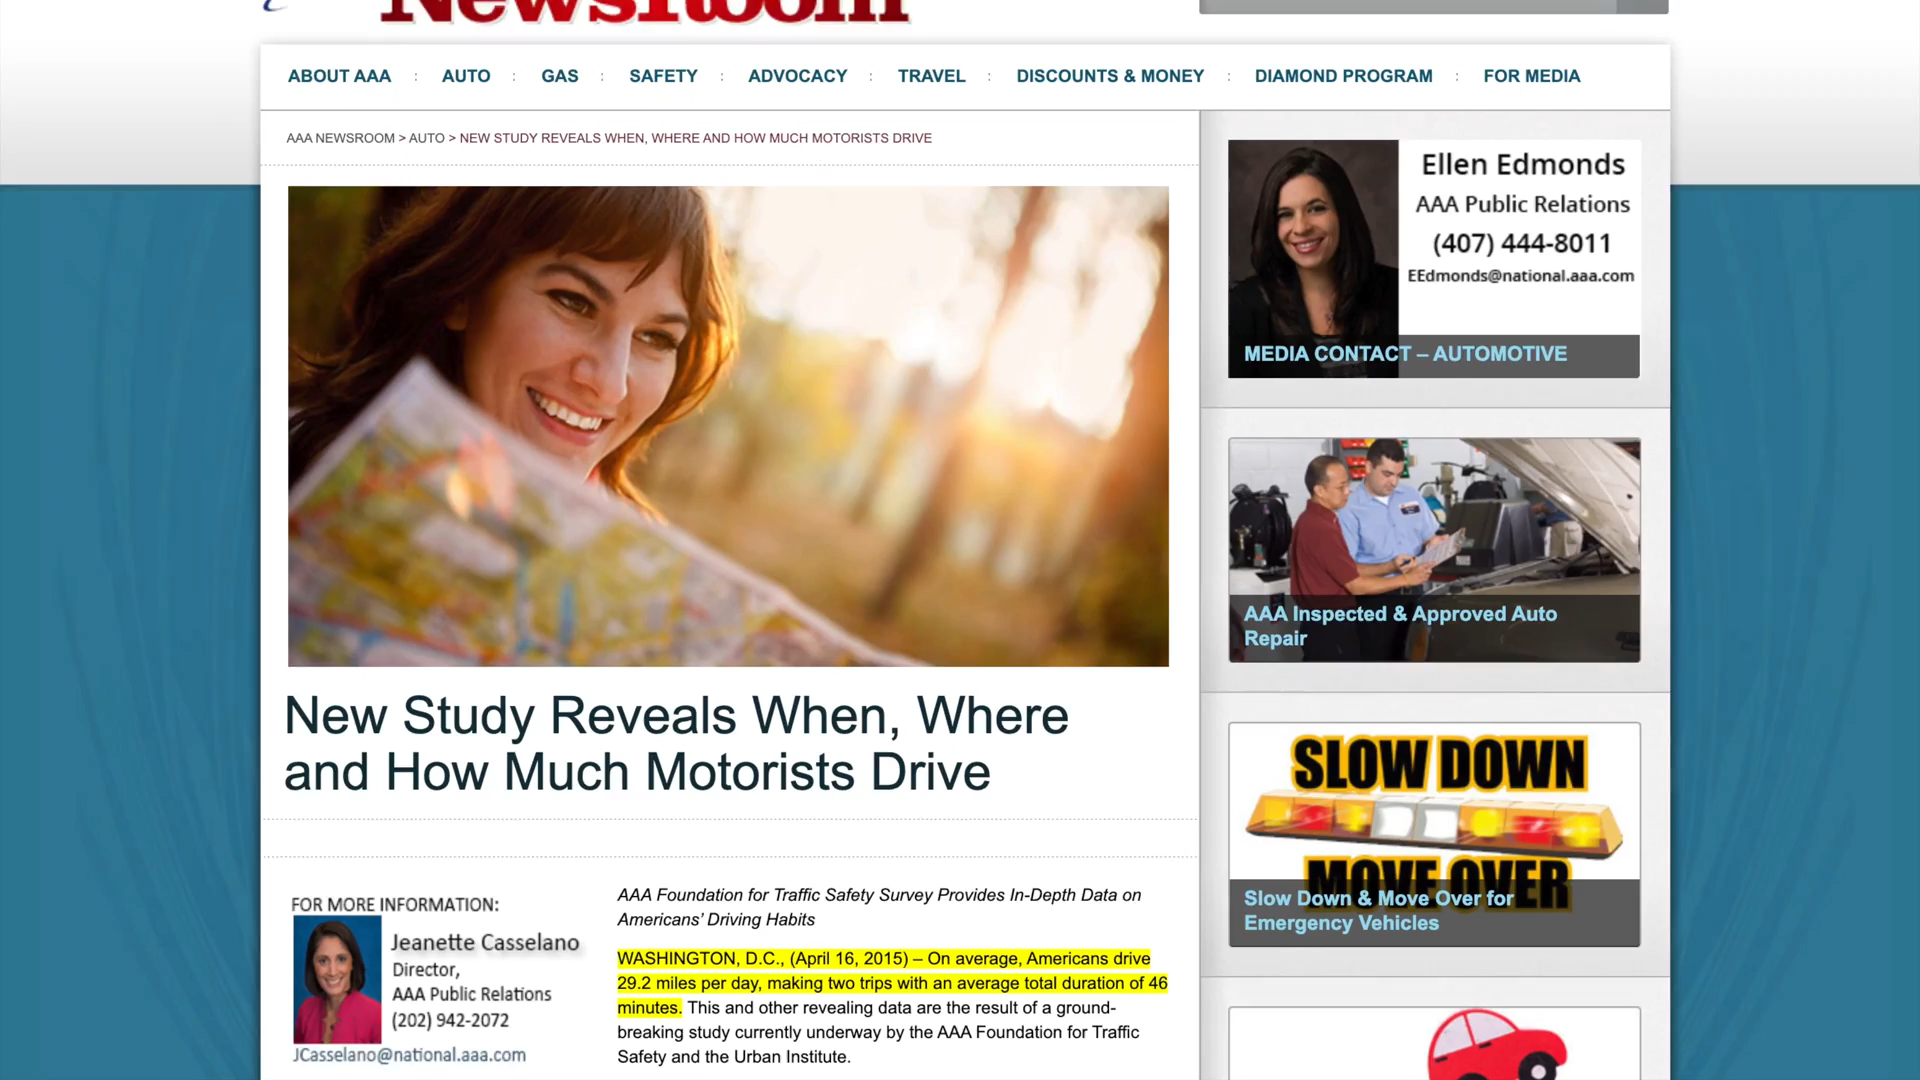 NewsRoom
ABOUT AAA : AUTO : GAS : SAFETY : ADVOCACY : TRAVEL : DISCOUNTS & MONEY : DIAMOND PROGRAM : FOR MEDIA
AAA NEWSROOM > AUTO > NEW STUDY REVEALS WHEN, WHERE AND HOW MUCH MOTORISTS DRIVE
New Study Reveals When, Where
and How Much Motorists Drive
FOR MORE INFORMATION:
Jeanette Casselano
Director,
AAA Public Relations
(202) 942-2072
JCasselano@national.aaa.com
AAA Foundation for Traffic Safety Survey Provides In-Depth Data on
Americans’ Driving Habits
WASHINGTON, D.C., (April 16, 2015) – On average, Americans drive
29.2 miles per day, making two trips with an average total duration of 46
minutes. This and other revealing data are the result of a ground-
breaking study currently underway by the AAA Foundation for Traffic
Safety and the Urban Institute.
Ellen Edmonds
AAA Public Relations
(407) 444-8011
EEdmonds@national.aaa.com
MEDIA CONTACT – AUTOMOTIVE
AAA Inspected & Approved Auto
Repair
SLOW DOWN
MOVE OVER
Slow Down & Move Over for
Emergency Vehicles